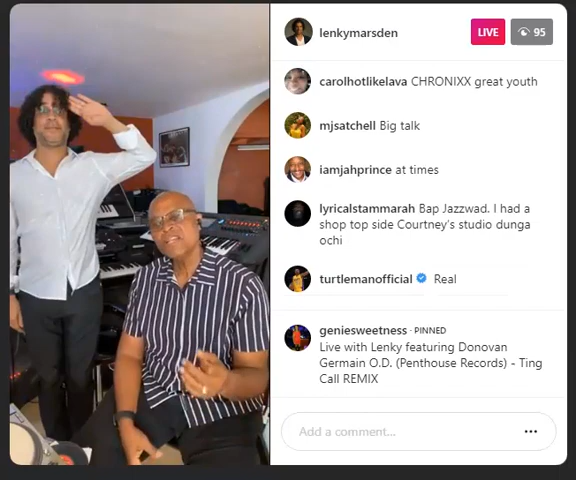 lenkymarsden
LIVE
95
carolhotlikelava CHRONIXX great youth
mjsatchell Big talk
iamjahprince at times
lyricalstammarah Bap Jazzwad. I had a
shop top side Courtney's studio dunga
ochi
turtlemanofficial Real
geniesweetness · PINNED
Live with Lenky featuring Donovan
Germain O.D. (Penthouse Records) - Ting
Call REMIX
Add a comment...